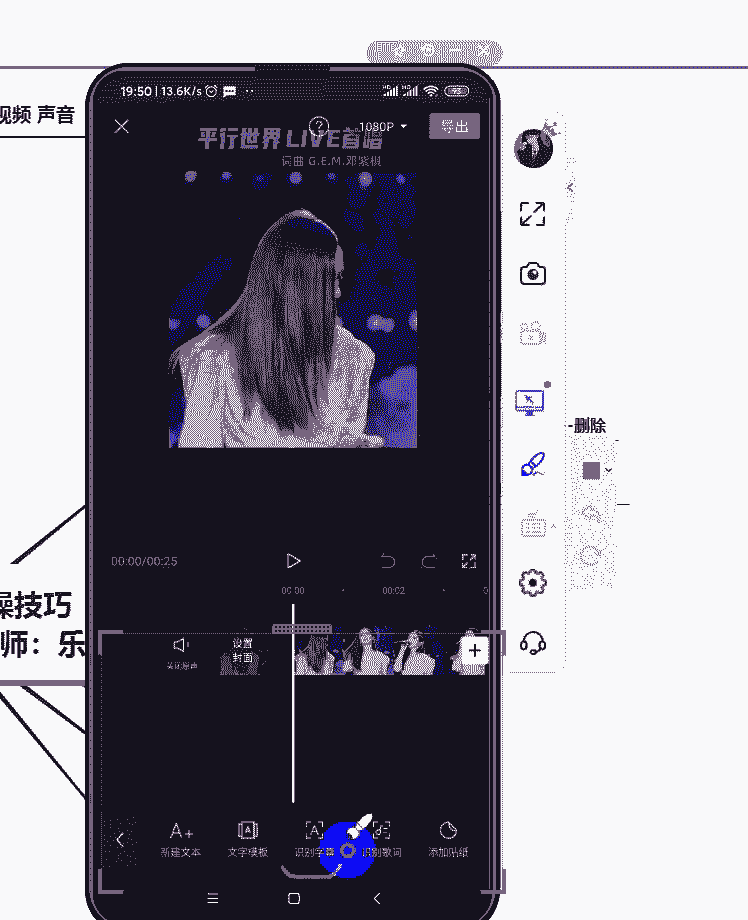 视频 声音
19:50 | 13.6K/s
93
1080P
导出
平行世界 LIVE首唱
词曲 G.E.M.邓紫棋
-删除
00:00/00:25
00:00
00:02
0
操技巧
师：乐
关闭原声
设置
封面
A+
新建文本
文字模板
识别字幕
识别歌词
添加贴纸